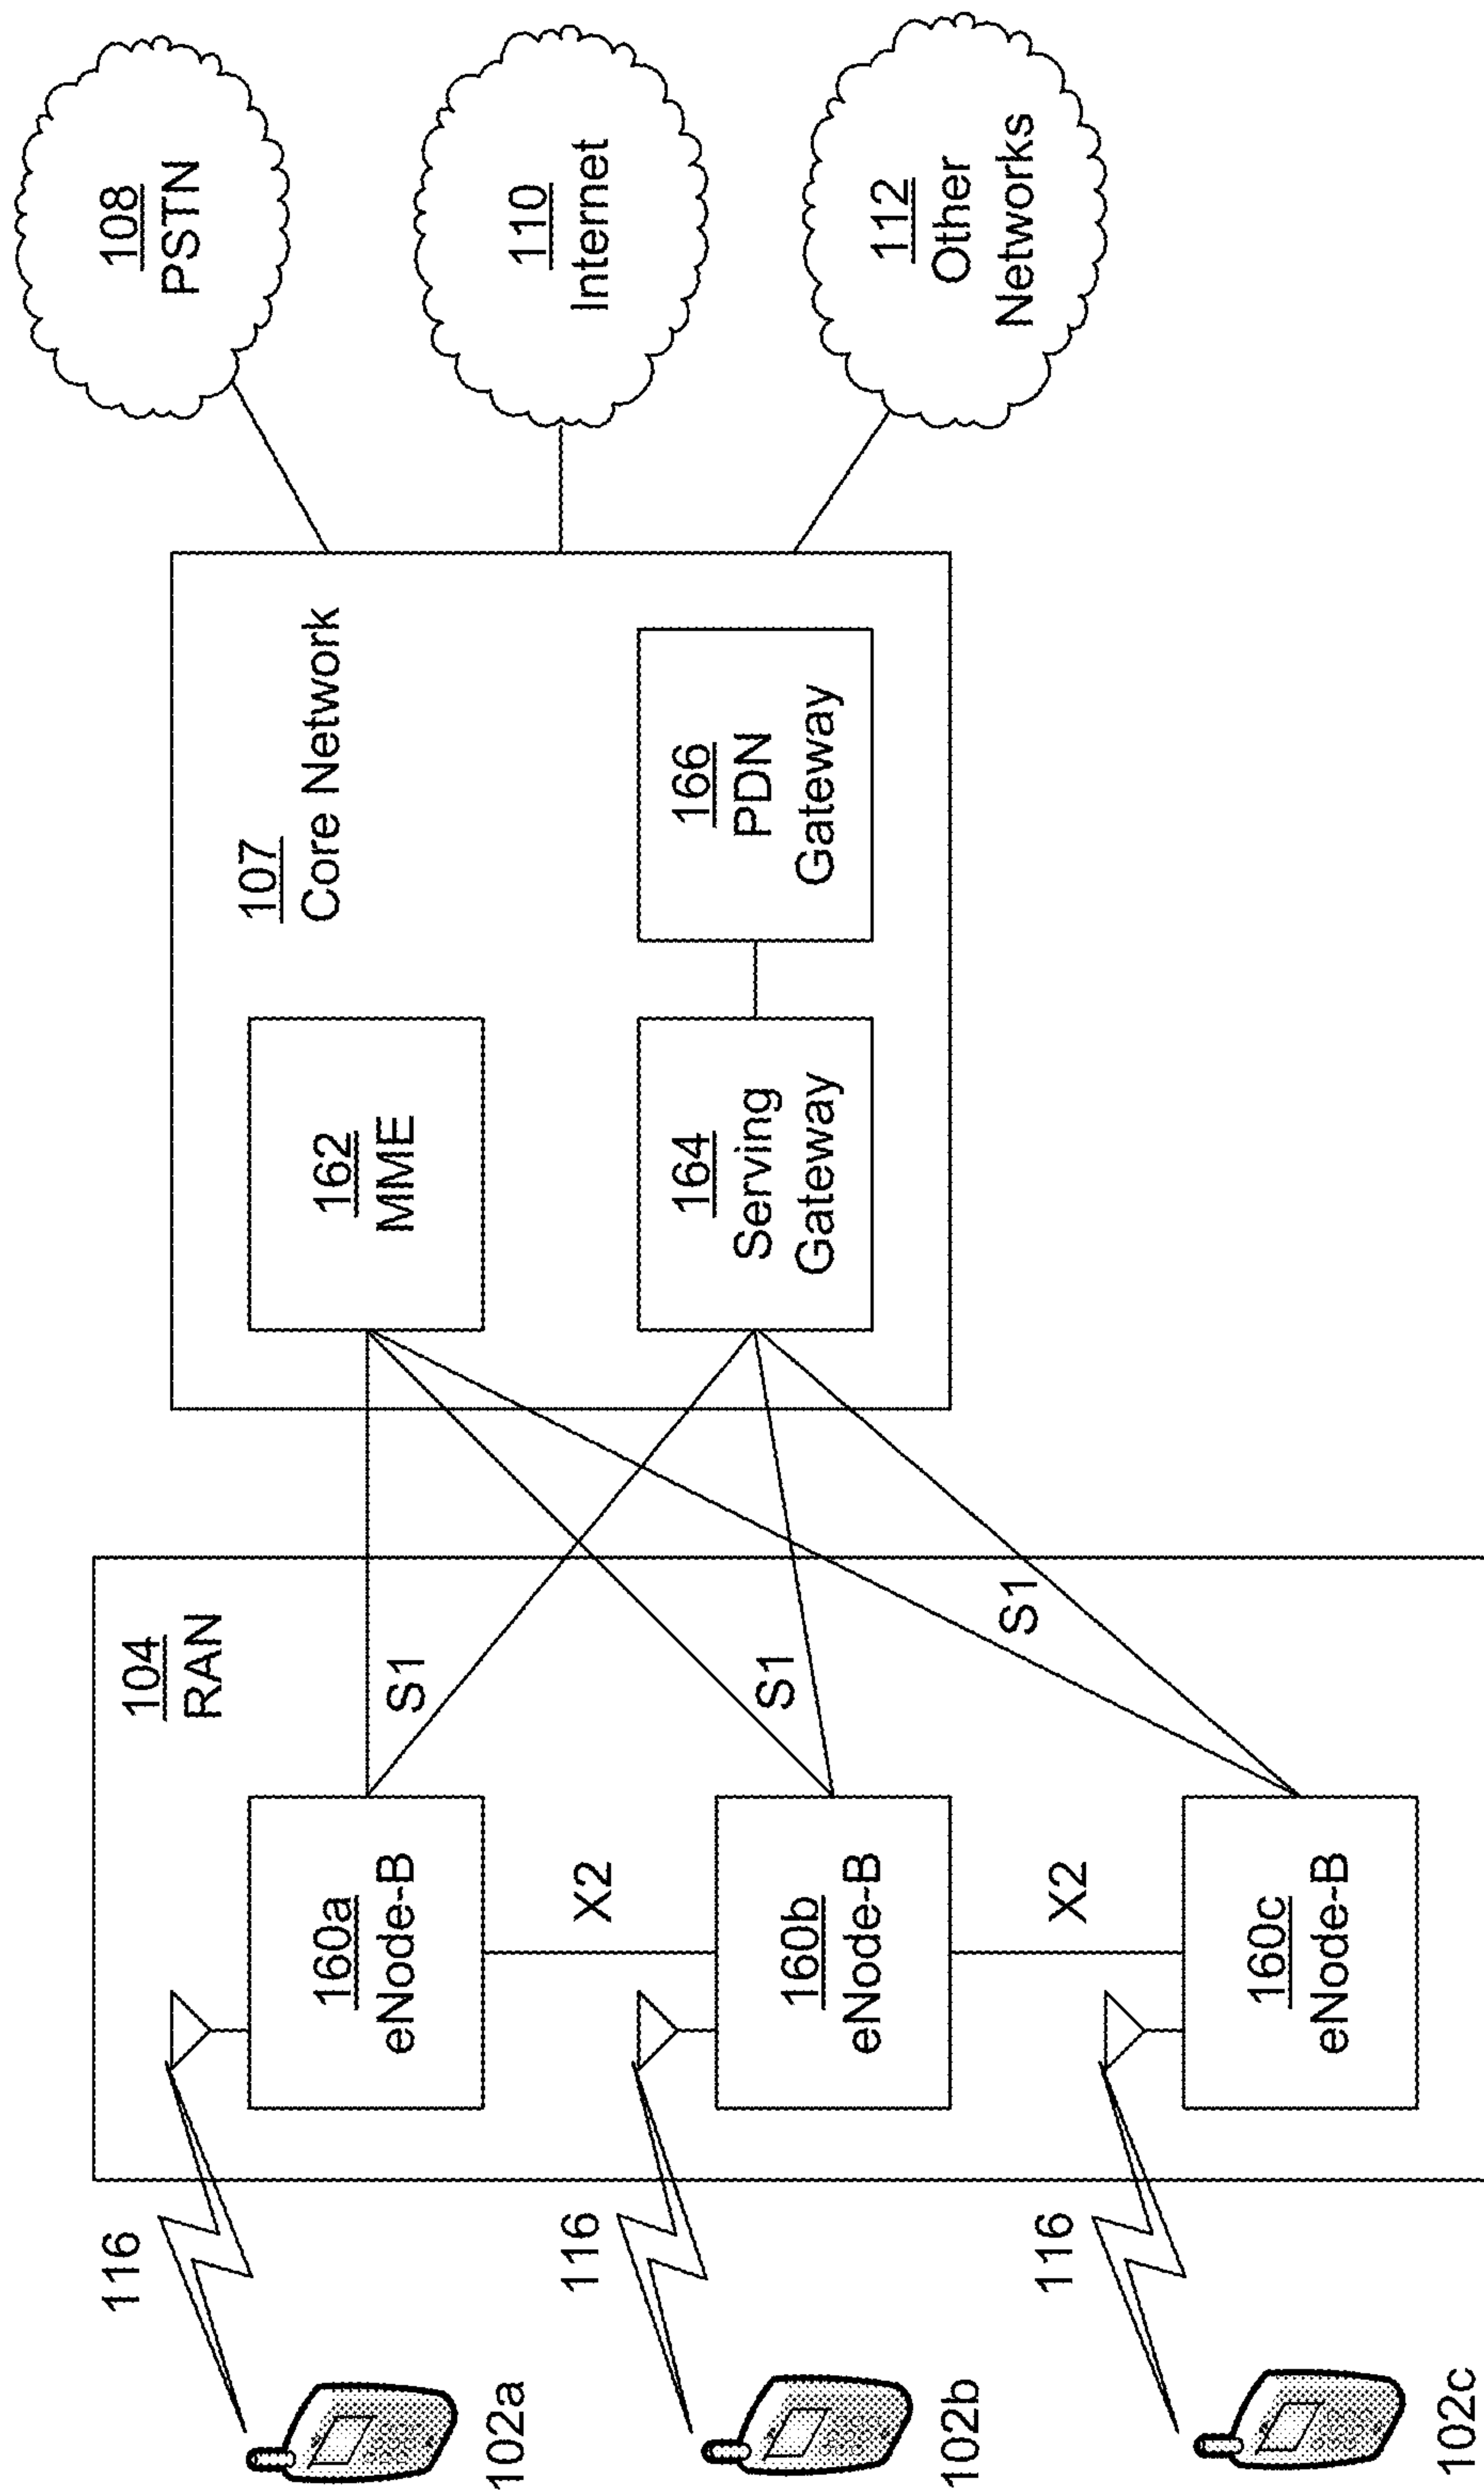 116
102a
116
102b
116
102c
104
RAN
160a
eNode-B
X2
160b
eNode-B
X2
160c
eNode-B
S1
S1
S1
107
Core Network
162
MME
164
Serving
Gateway
166
PDN
Gateway
108
PSTN
110
Internet
112
Other
Networks